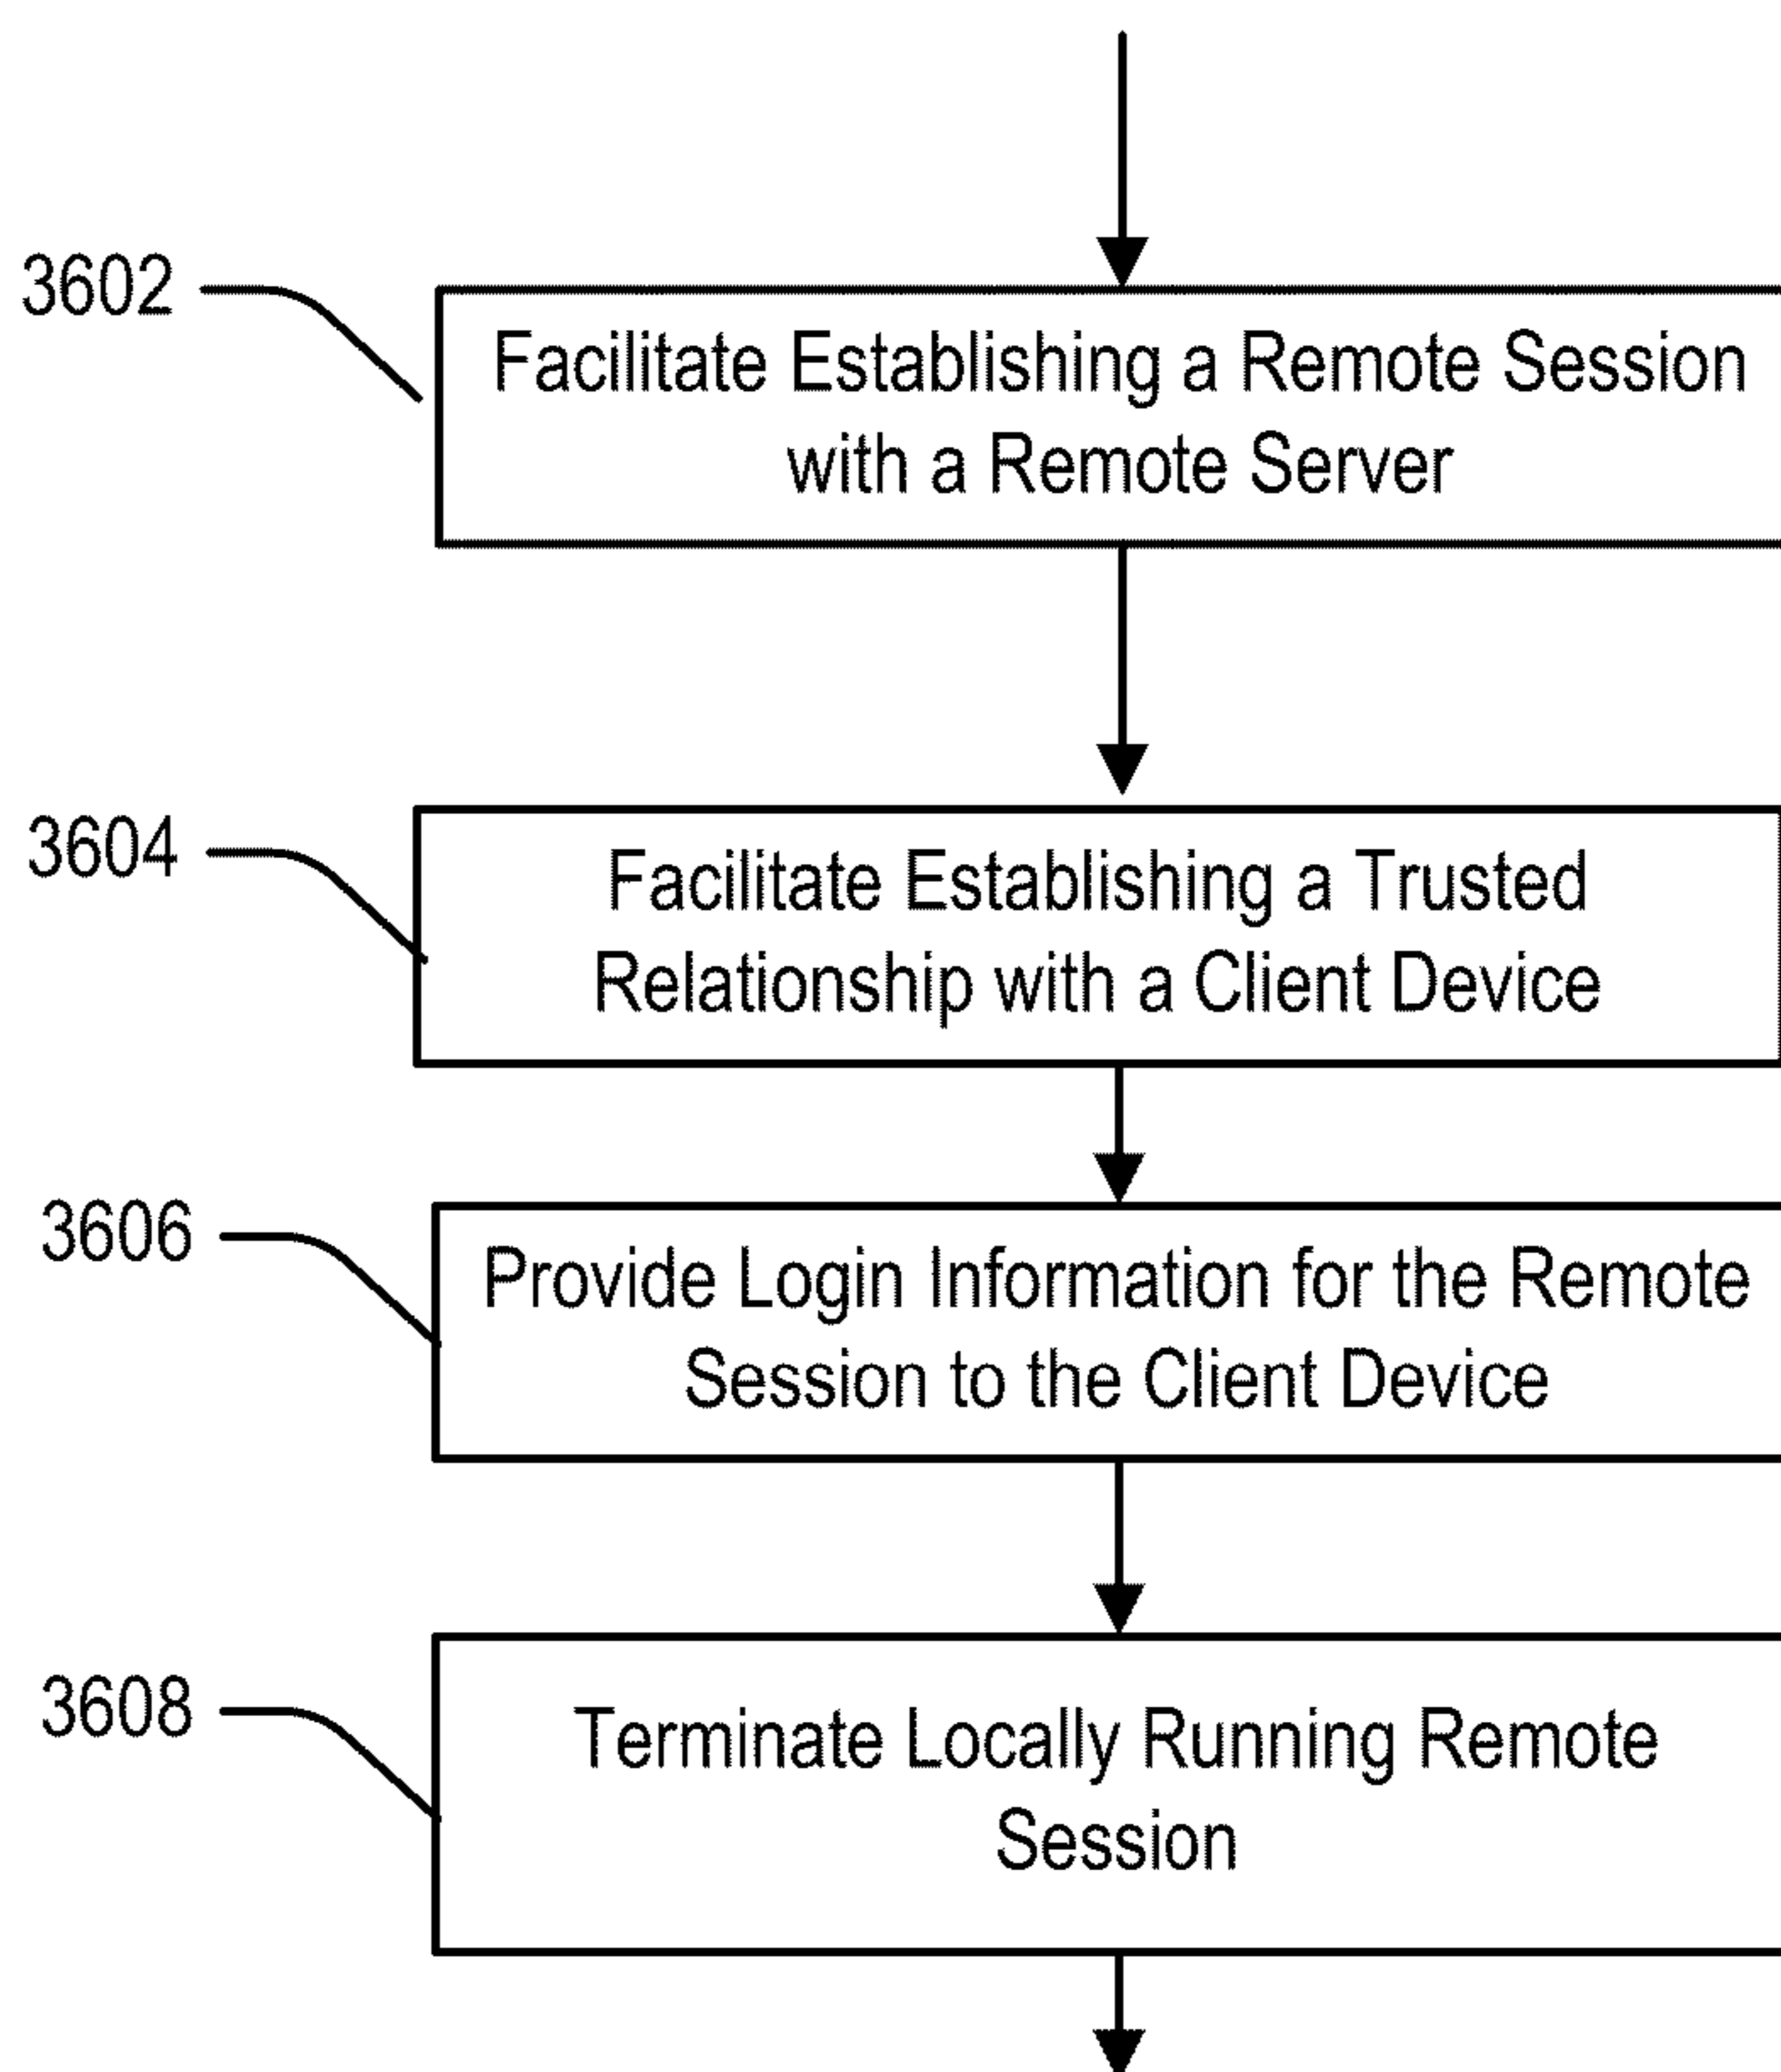 3602
Facilitate Establishing a Remote Session
with a Remote Server
3604
Facilitate Establishing a Trusted
Relationship with a Client Device
3606
Provide Login Information for the Remote
Session to the Client Device
3608
Terminate Locally Running Remote
Session